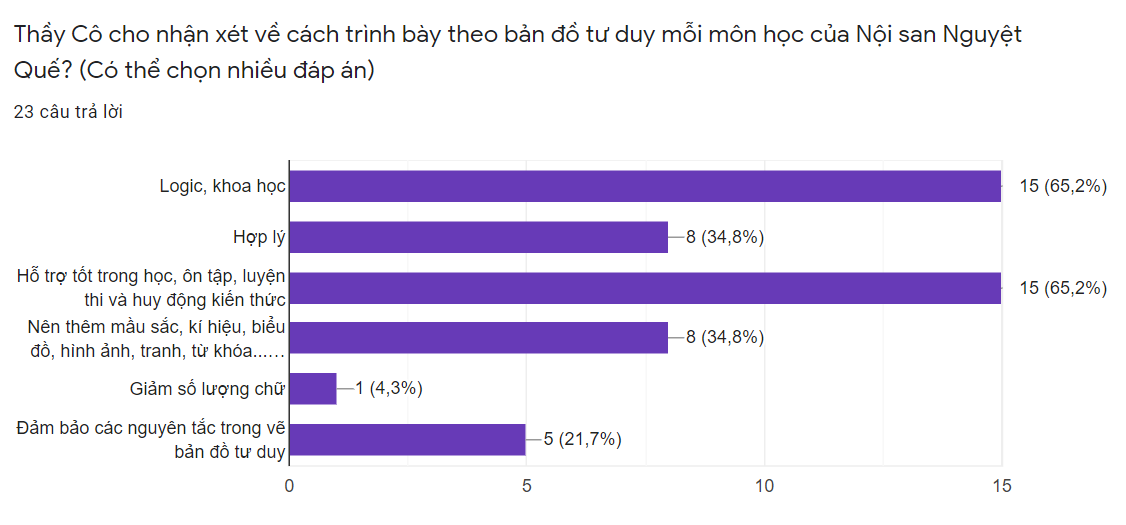 Thầy Cô cho nhận xét về cách trình bày theo bản đồ tư duy mỗi môn học của Nội san Nguyệt
Quế? (Có thể chọn nhiều đáp án)
23 câu trả lời
Logic, khoa học
15 (65,2%)
Hợp lý
8 (34,8%)
Hỗ trợ tốt trong học, ôn tập, luyện
thi và huy động kiến thức
15 (65,2%)
Nên thêm mầu sắc, kí hiệu, biểu
đồ, hình ảnh, tranh, từ khóa...…
8 (34,8%)
Giảm số lượng chữ
1 (4,3%)
Đảm bảo các nguyên tắc trong vẽ
bản đồ tư duy
5 (21,7%)
0
5
10
15